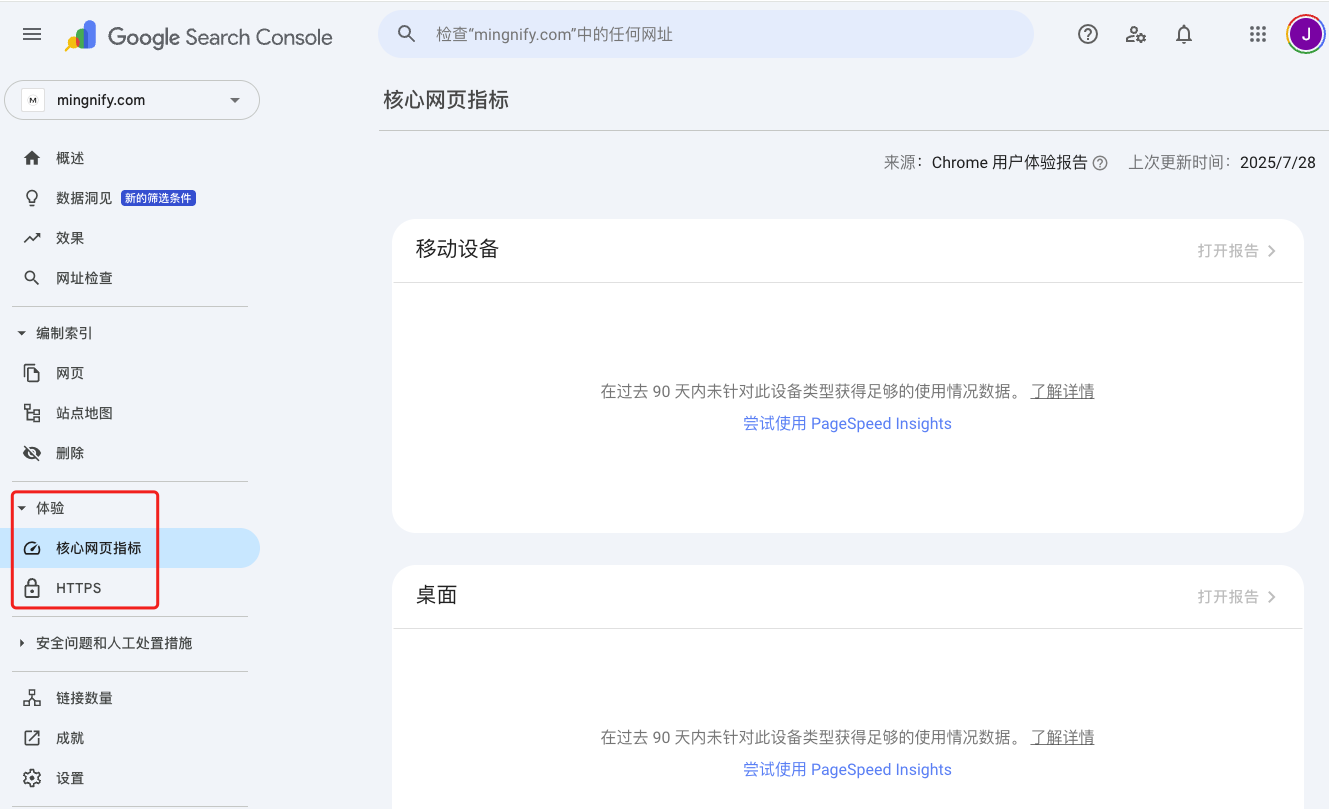 Google Search Console
检查“mingnify.com”中的任何网址
J
M mingnify.com
核心网页指标
来源： Chrome 用户体验报告 上次更新时间： 2025/7/28
概述
数据洞见 新的筛选条件
效果
网址检查
编制索引
网页
站点地图
删除
体验
核心网页指标
HTTPS
安全问题和人工处置措施
链接数量
成就
设置
移动设备 打开报告
在过去 90 天内未针对此设备类型获得足够的使用情况数据。 了解详情
尝试使用 PageSpeed Insights
桌面 打开报告
在过去 90 天内未针对此设备类型获得足够的使用情况数据。 了解详情
尝试使用 PageSpeed Insights